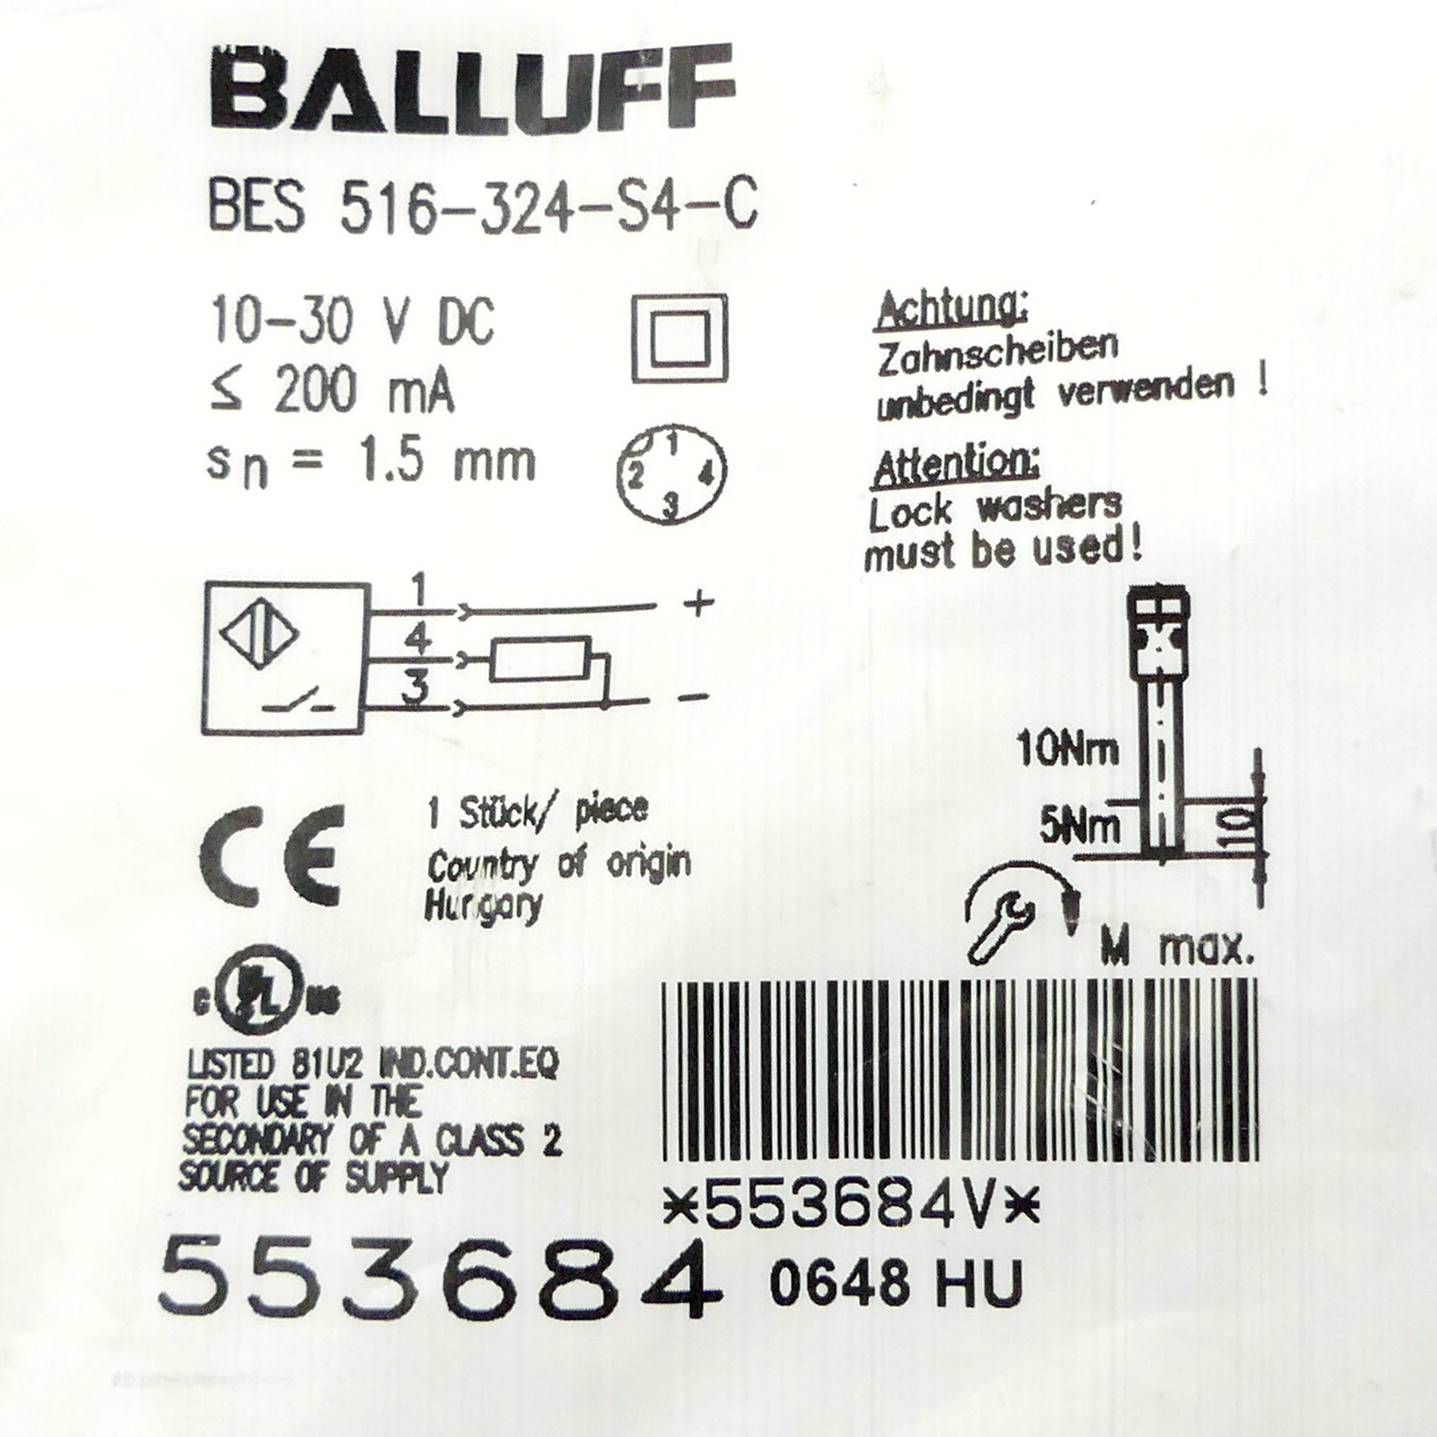 BALLUFF
BES 516-324-S4-C
10-30 V DC
≤ 200 mA
sn = 1.5 mm
1
2
4
3
Achtung:
Zahnscheiben
unbedingt verwenden !
Attention:
Lock washers
must be used!
1
+
4
3
-
10Nm
5Nm
10
M max.
CE
1 Stück/ piece
Country of origin
Hungary
C UL US
LISTED 81U2 IND.CONT.EQ
FOR USE IN THE
SECONDARY OF A CLASS 2
SOURCE OF SUPPLY
*553684V*
553684 0648 HU